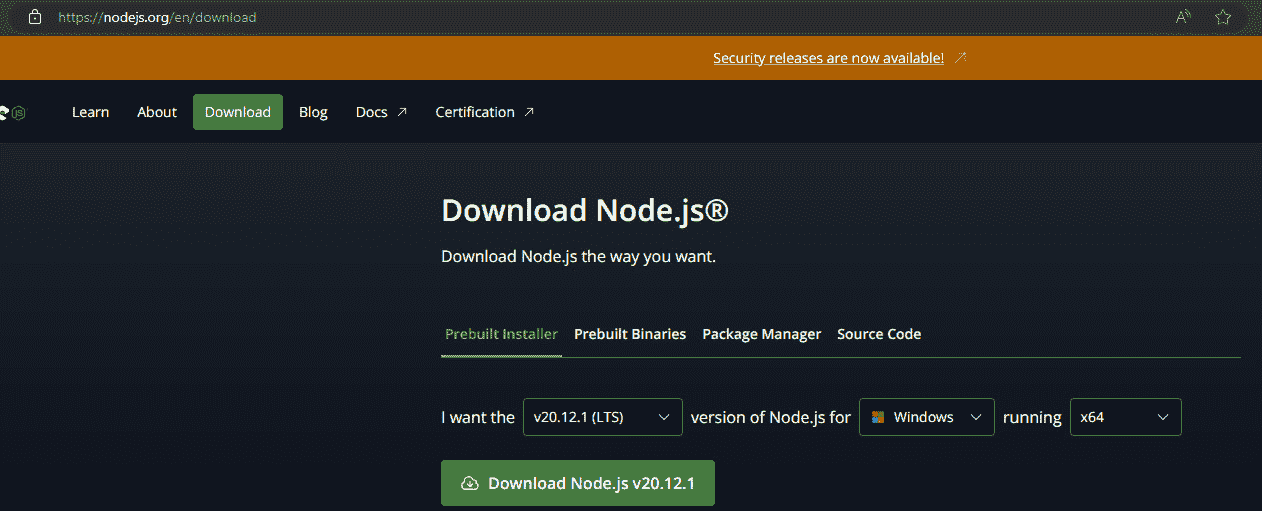 https://nodejs.org/en/download
Security releases are now available!
JS Learn About Download Blog Docs Certification
Download Node.js®
Download Node.js the way you want.
Prebuilt Installer Prebuilt Binaries Package Manager Source Code
I want the v20.12.1 (LTS) version of Node.js for Windows running x64
Download Node.js v20.12.1